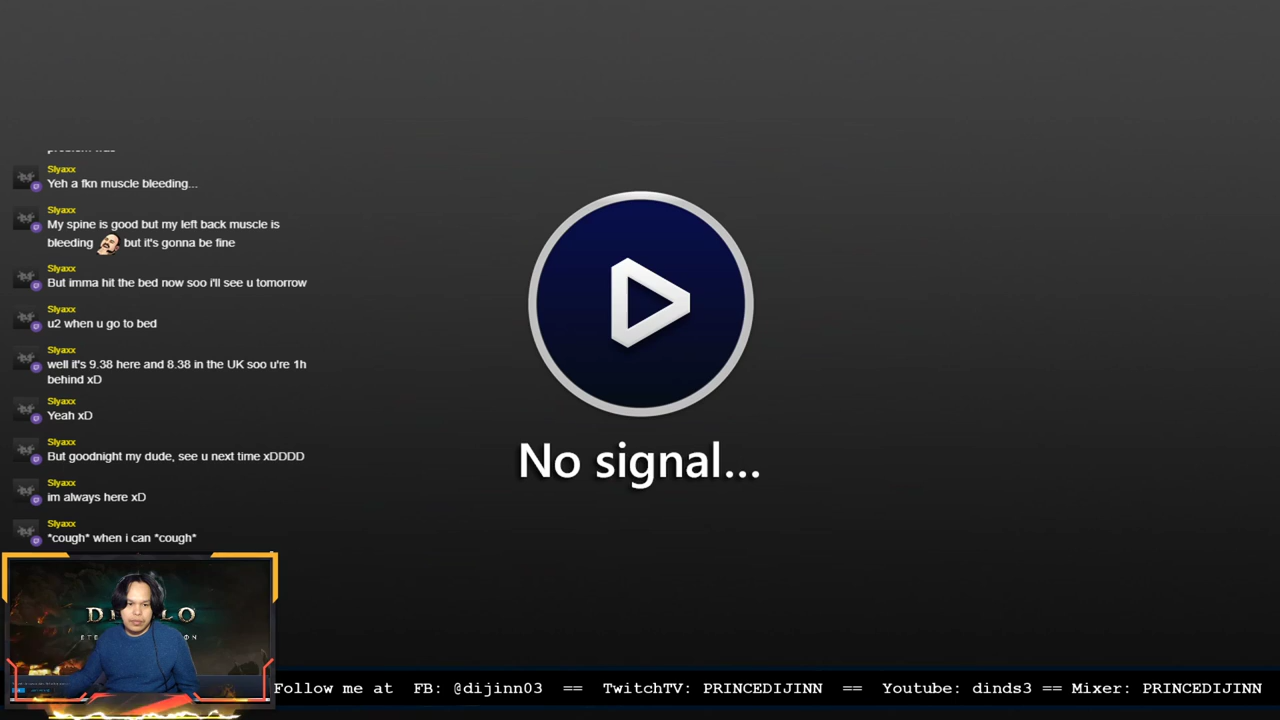 Slyaxx
Yeh a fkn muscle bleeding...
Slyaxx
My spine is good but my left back muscle is
bleeding but it's gonna be fine
Slyaxx
But imma hit the bed now soo i'll see u tomorrow
Slyaxx
u2 when u go to bed
Slyaxx
well it's 9.38 here and 8.38 in the UK soo u're 1h
behind xD
Slyaxx
Yeah xD
Slyaxx
But goodnight my dude, see u next time xDDDD
Slyaxx
im always here xD
Slyaxx
*cough* when i can *cough*
No signal...
Follow me at FB: @dijinn03 == TwitchTV: PRINCEDIJINN == Youtube: dinds3 == Mixer: PRINCEDIJINN